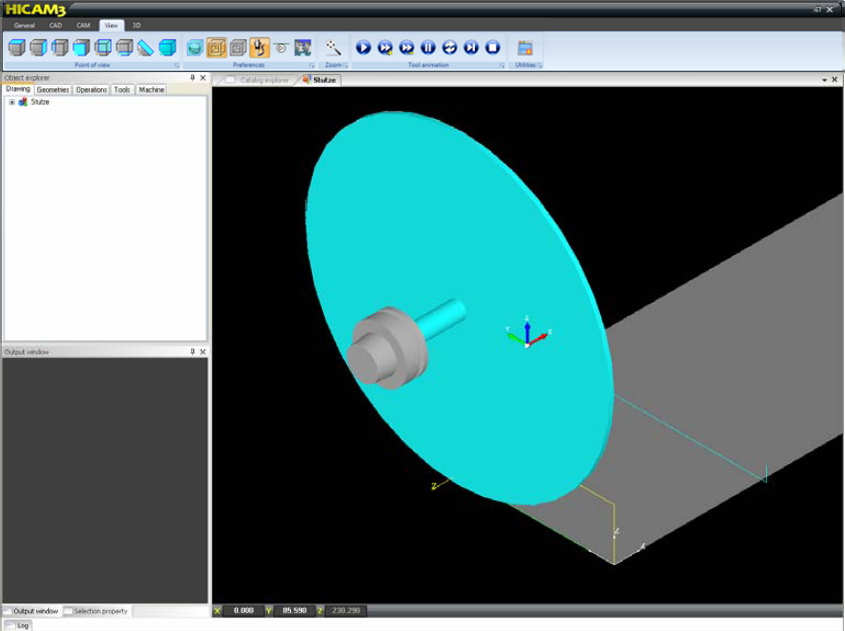 HICAM3
General CAD CAM View 3D
Point of view Preferences Zoom Tool animation Utilities
Object explorer
Catalog explorer Stutze
Drawing Geometries Operations Tools Machine
Stutze
Z
Output window
Output window Selection property
X 0.000 Y 85.590 Z 230.290
Log